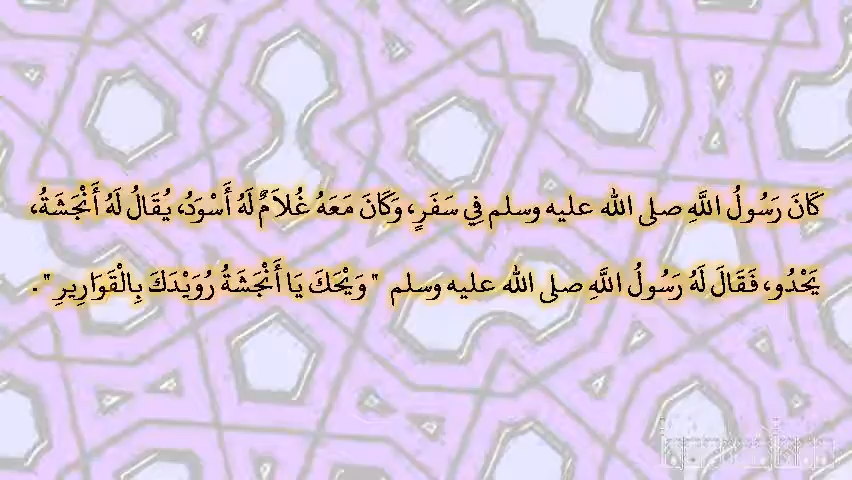 كَانَ رَسُولُ اللَّهِ صلى الله عليه وسلم فِي سَفَرٍ، وَكَانَ مَعَهُ غُلاَمٌ لَهُ أَسْوَدُ، يُقَالُ لَهُ أَنْجَشَةُ،
يَحْدُو، فَقَالَ لَهُ رَسُولُ اللَّهِ صلى الله عليه وسلم " وَيْحَكَ يَا أَنْجَشَةُ رُوَيْدَكَ بِالْقَوَارِيرِ ".